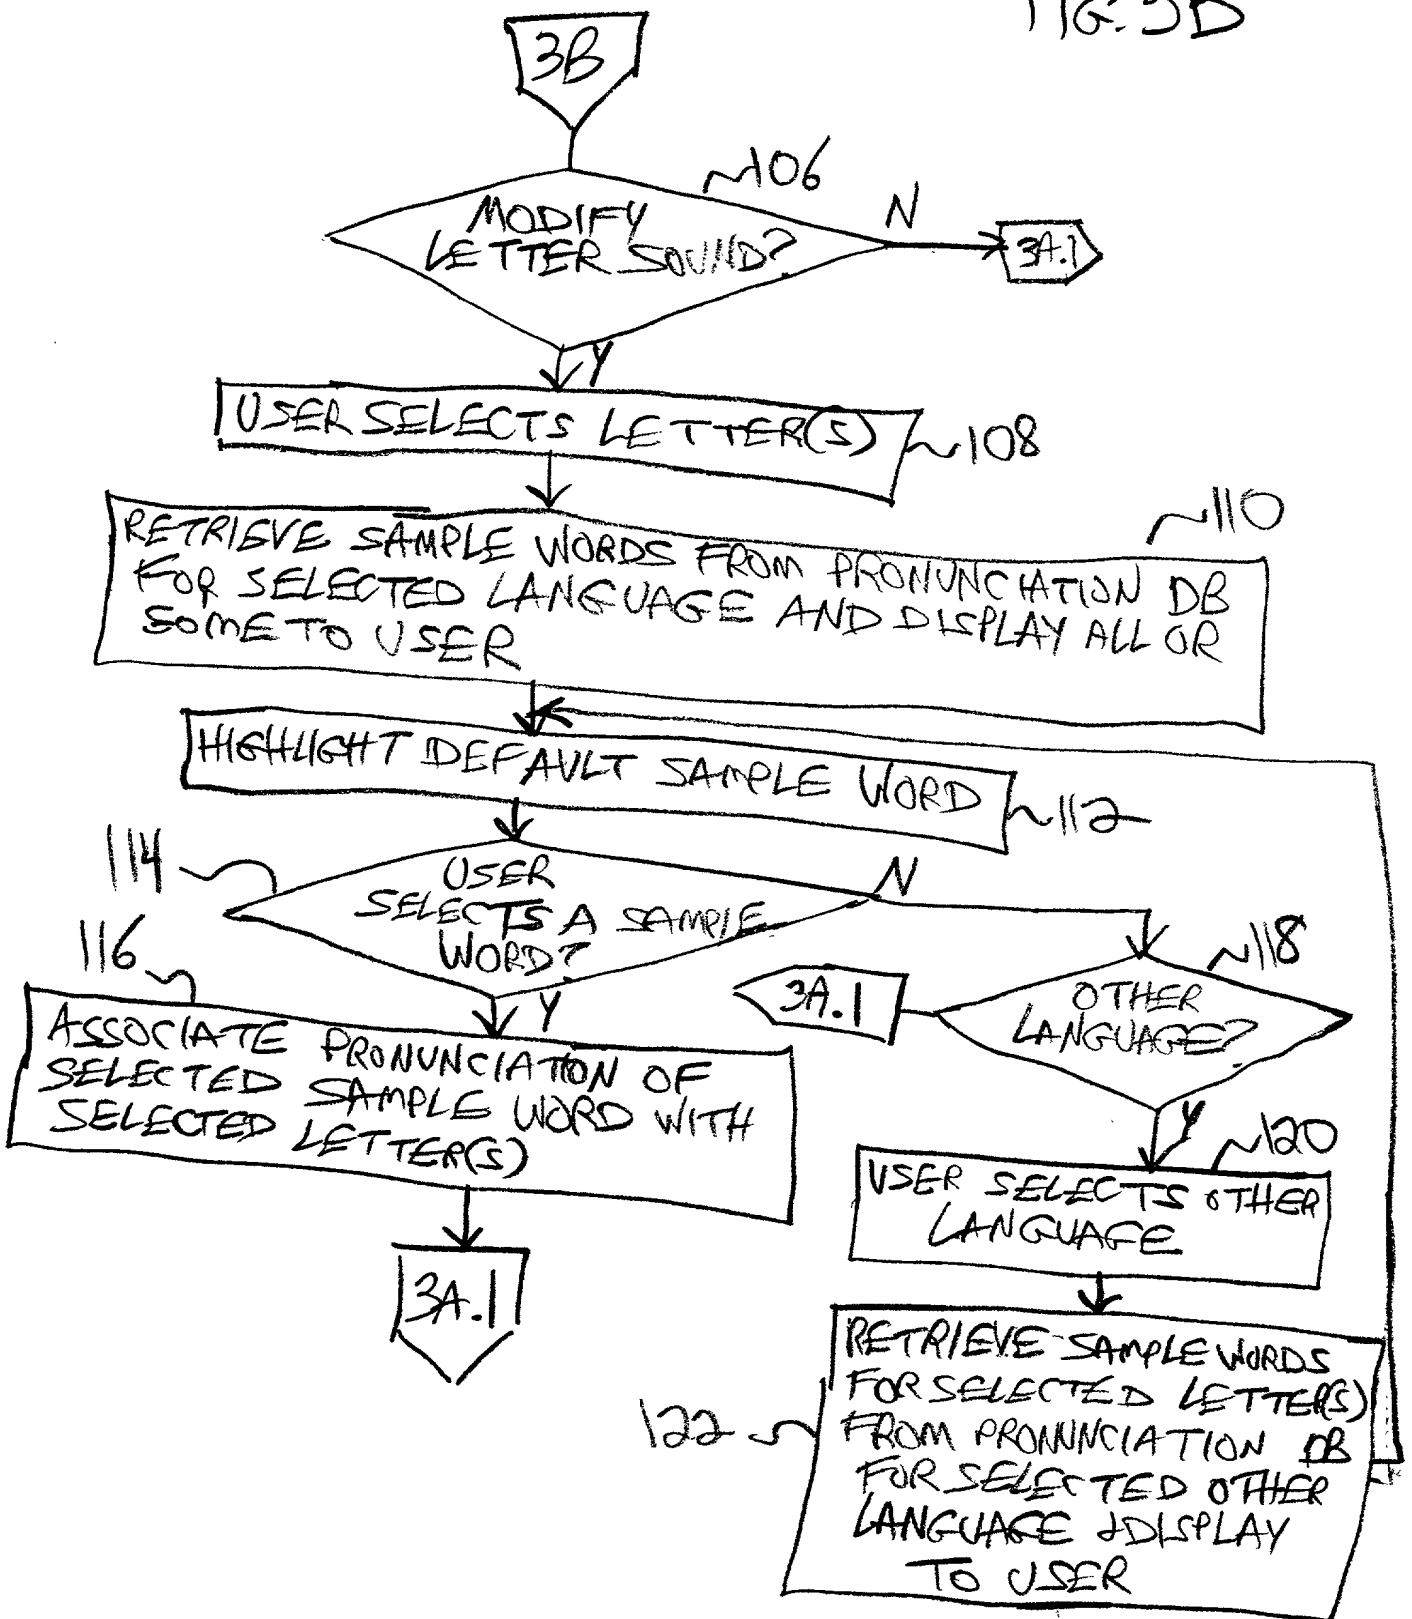 FIG. 3B
3B
106
MODIFY
LETTER SOUND?
N
3A.1
Y
USER SELECTS LETTER(S)
108
110
RETRIEVE SAMPLE WORDS FROM PRONUNCIATION DB
FOR SELECTED LANGUAGE AND DISPLAY ALL OR
SOME TO USER
HIGHLIGHT DEFAULT SAMPLE WORD
112
114
USER
SELECTS A SAMPLE
WORD?
N
116
Y
118
OTHER
LANGUAGE?
3A.1
ASSOCIATE PRONUNCIATION OF
SELECTED SAMPLE WORD WITH
SELECTED LETTER(S)
Y
120
USER SELECTS OTHER
LANGUAGE
3A.1
122
RETRIEVE SAMPLE WORDS
FOR SELECTED LETTER(S)
FROM PRONUNCIATION DB
FOR SELECTED OTHER
LANGUAGE & DISPLAY
TO USER